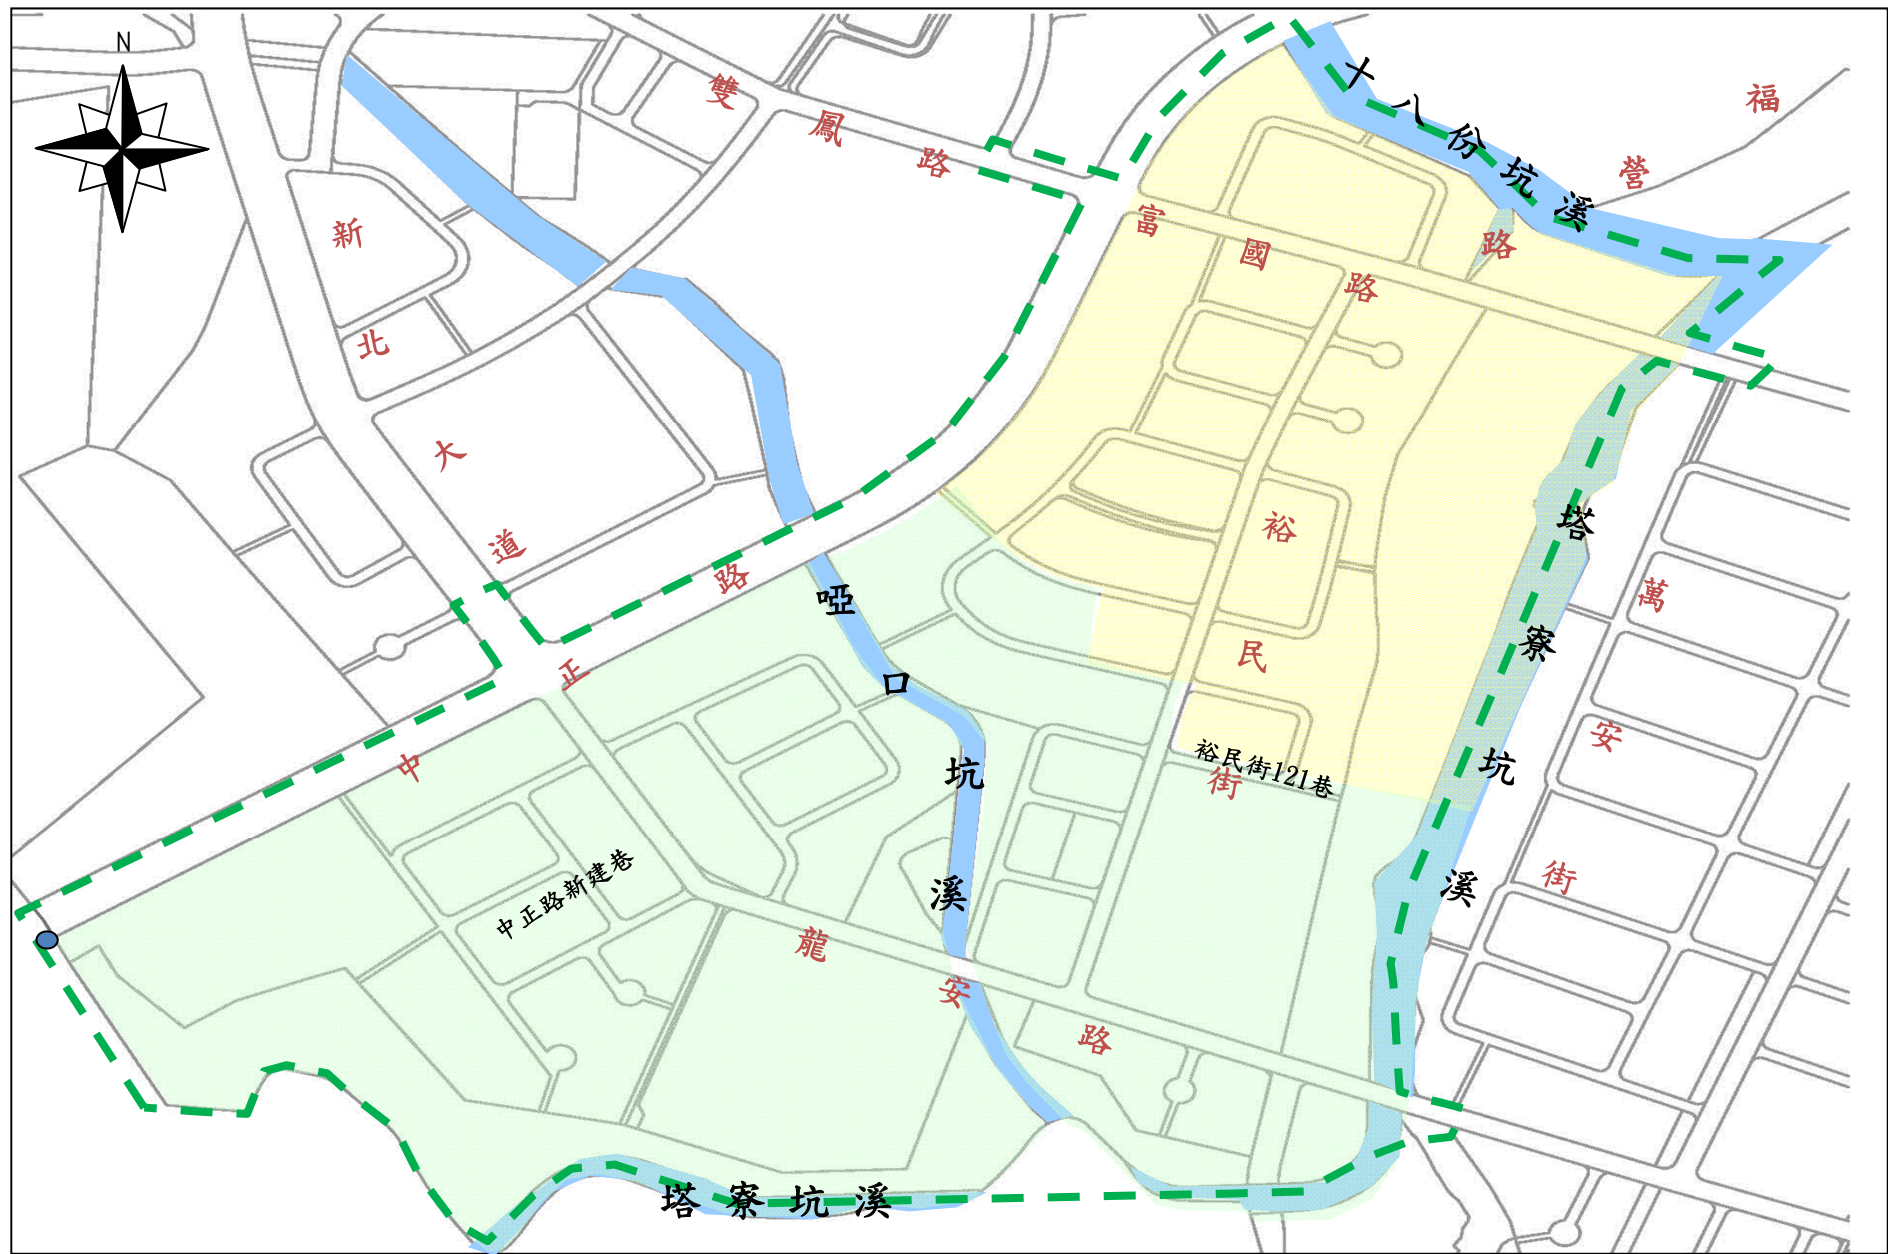 N
雙鳳路
福營路
十八份坑溪
富國路
新北大道
中正路
啞口坑溪
裕民街
裕民街121巷
塔寮坑溪
萬安街
中正路新建巷
龍安路
塔寮坑溪